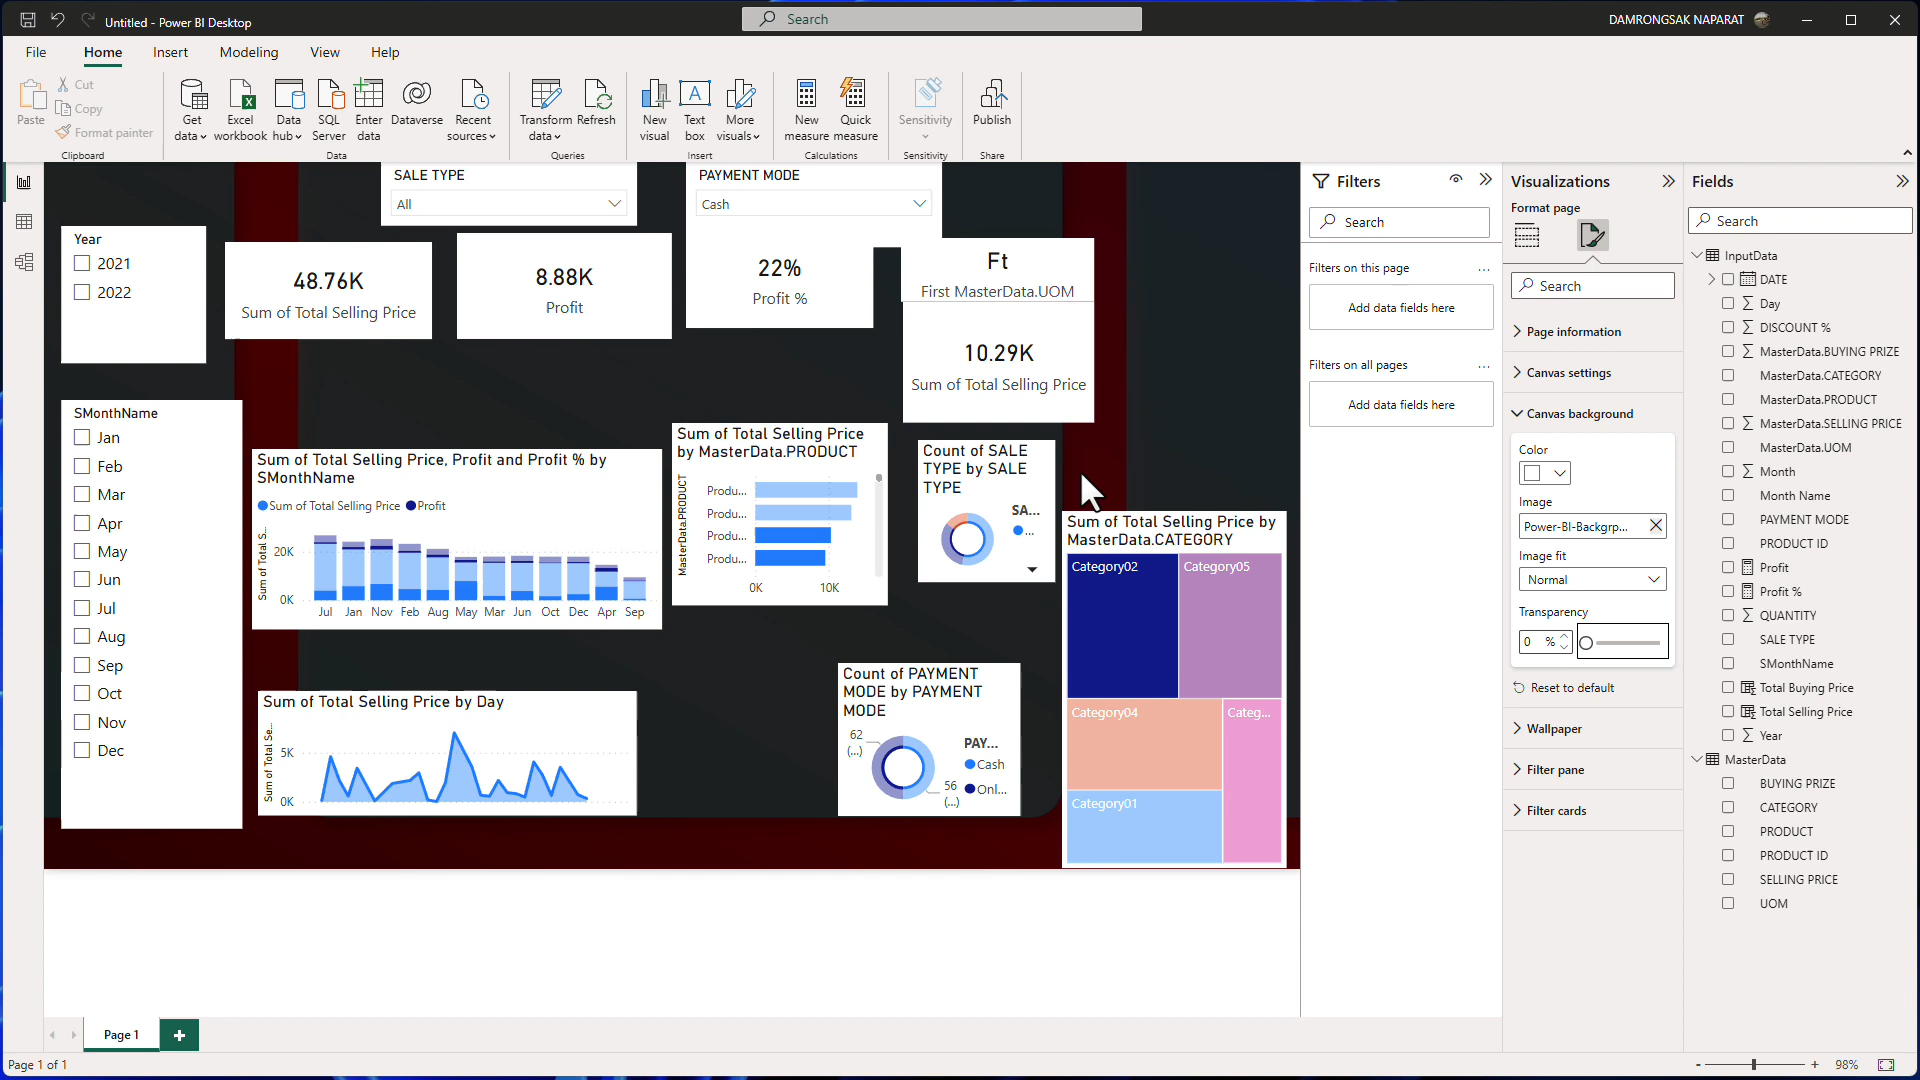 Untitled - Power BI Desktop
Search
DAMRONGSAK NAPARAT
File
Home
Insert
Modeling
View
Help
Paste
Cut
Copy
Format painter
Clipboard
Get data
Excel workbook
Data hub
SQL Server
Enter data
Dataverse
Recent sources
Data
Transform data
Refresh
Queries
New visual
Text box
More visuals
Insert
New measure
Quick measure
Calculations
Sensitivity
Sensitivity
Publish
Share
SALE TYPE
All
PAYMENT MODE
Cash
Year
2021
2022
48.76K
Sum of Total Selling Price
8.88K
Profit
22%
Profit %
Ft
First MasterData.UOM
10.29K
Sum of Total Selling Price
SMonthName
Jan
Feb
Mar
Apr
May
Jun
Jul
Aug
Sep
Oct
Nov
Dec
Sum of Total Selling Price, Profit and Profit % by
SMonthName
Sum of Total Selling Price
Profit
Sum of Total S...
20K
0K
Jul Jan Nov Feb Aug May Mar Jun Oct Dec Apr Sep
Sum of Total Selling Price
by MasterData.PRODUCT
MasterData.PRODUCT
Produ...
Produ...
Produ...
Produ...
0K 10K
Count of SALE
TYPE by SALE
TYPE
SA...
...
Sum of Total Selling Price by
MasterData.CATEGORY
Category02
Category05
Category04
Categ...
Category01
Sum of Total Selling Price by Day
Sum of Total Se...
5K
0K
Count of PAYMENT
MODE by PAYMENT
MODE
62
(...)
56
(...)
PAY...
Cash
Onl...
Filters
Search
Filters on this page
...
Add data fields here
Filters on all pages
...
Add data fields here
Visualizations
Format page
Search
Page information
Canvas settings
Canvas background
Color
Image
Power-BI-Backgrp...
Image fit
Normal
Transparency
0 %
Reset to default
Wallpaper
Filter pane
Filter cards
Fields
Search
InputData
DATE
Day
DISCOUNT %
MasterData.BUYING PRIZE
MasterData.CATEGORY
MasterData.PRODUCT
MasterData.SELLING PRICE
MasterData.UOM
Month
Month Name
PAYMENT MODE
PRODUCT ID
Profit
Profit %
QUANTITY
SALE TYPE
SMonthName
Total Buying Price
Total Selling Price
Year
MasterData
BUYING PRIZE
CATEGORY
PRODUCT
PRODUCT ID
SELLING PRICE
UOM
Page 1
+
Page 1 of 1
- + 98%